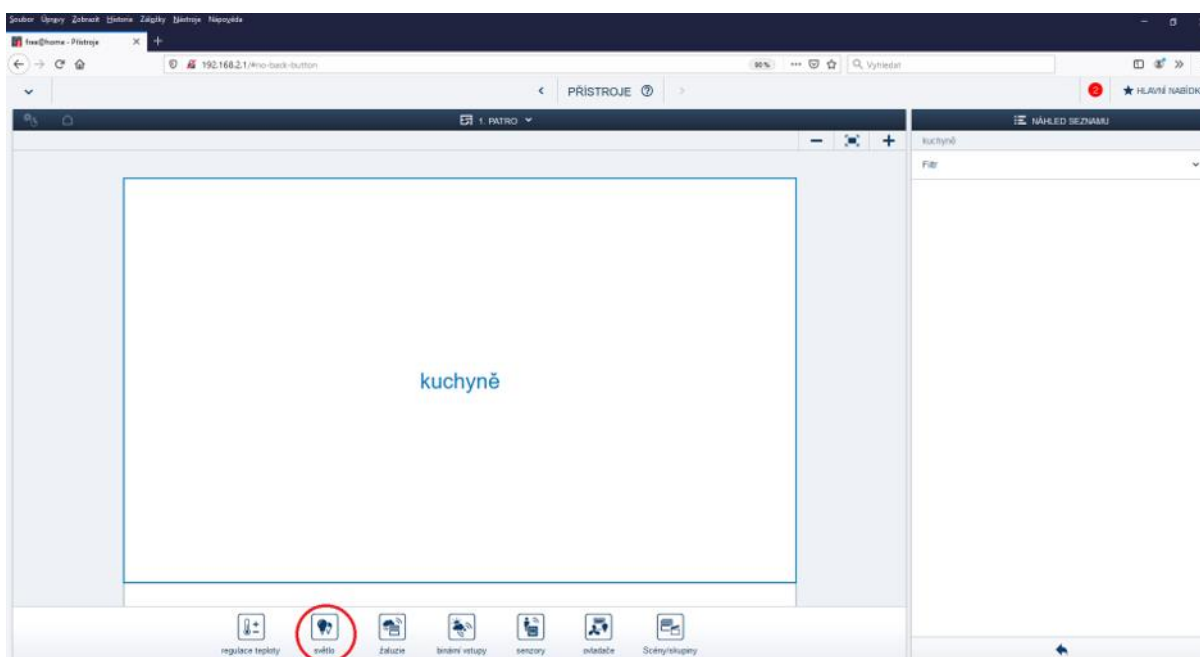 Soubor Úpravy Zobrazit Historie Záložky Nástroje Nápověda
free@home - Přístroje
192.168.2.1/#no-back-button
90 %
Vyhledat
PŘÍSTROJE
2
HLAVNÍ NABÍDK
1. PATRO
NÁHLED SEZNAMU
kuchyně
Filtr
kuchyně
regulace teploty
světlo
žaluzie
binární vstupy
senzory
ovladače
Scény/skupiny